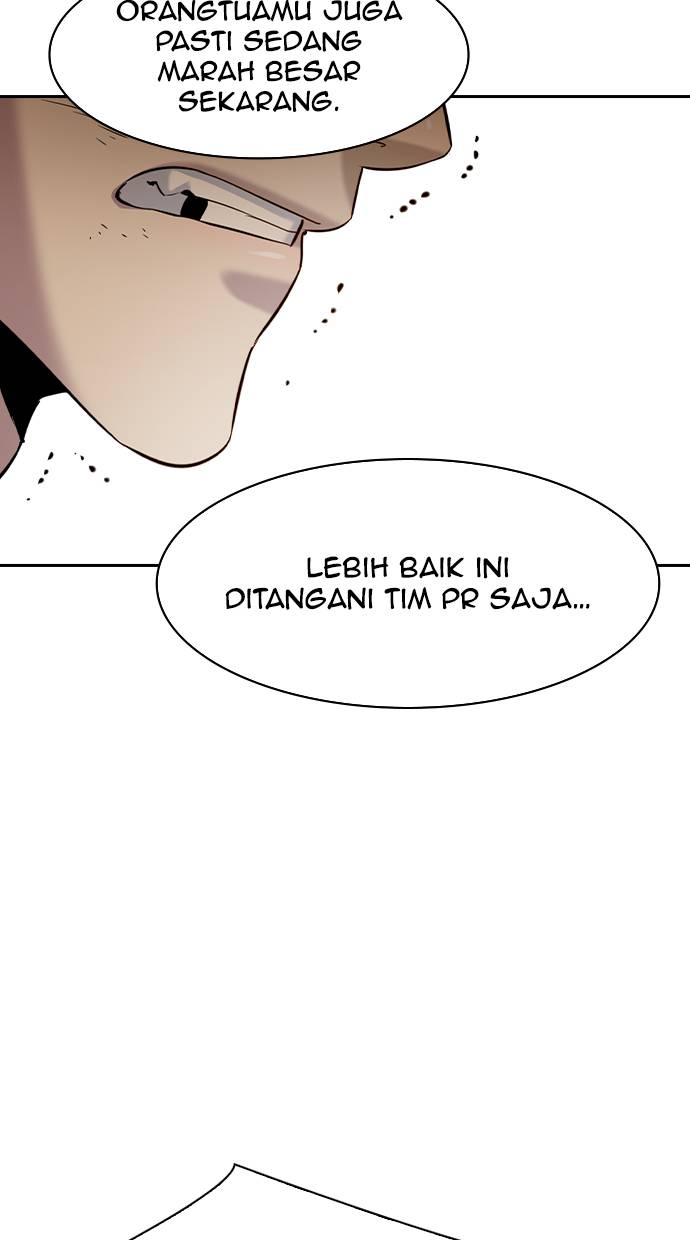 ORANGTUAMU JUGA
PASTI SEDANG
MARAH BESAR
SEKARANG.
LEBIH BAIK INI
DITANGANI TIM PR SAJA...